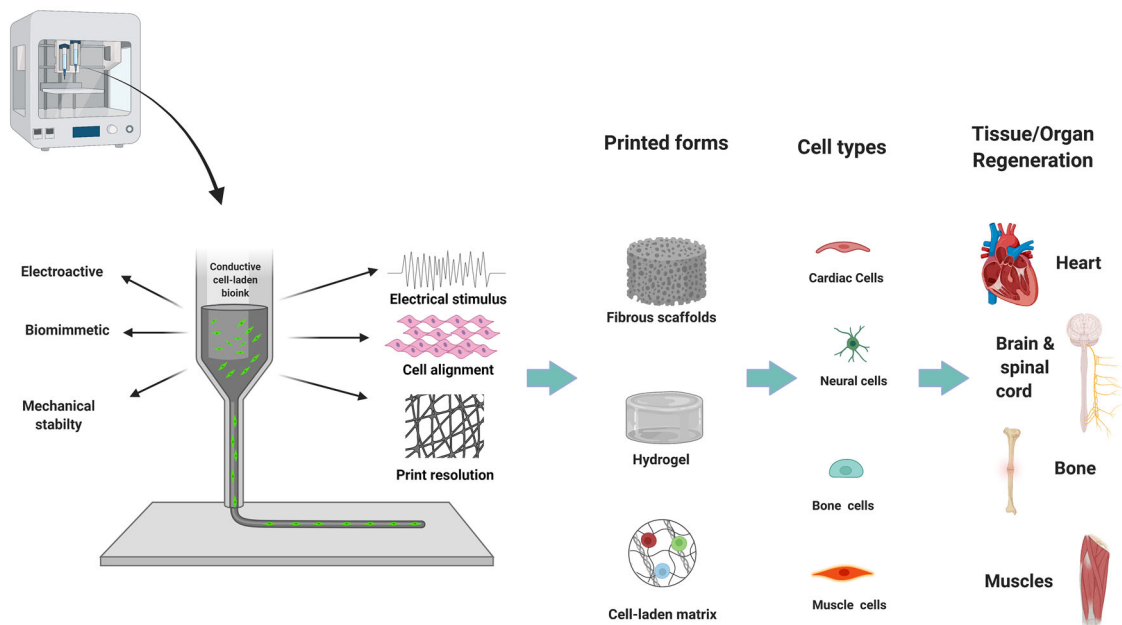 Conductive
cell-laden
bioink
Electroactive
Biomimmetic
Mechanical
stabilty
Electrical stimulus
Cell alignment
Print resolution
Printed forms
Fibrous scaffolds
Hydrogel
Cell-laden matrix
Cell types
Cardiac Cells
Neural cells
Bone cells
Muscle cells
Tissue/Organ
Regeneration
Heart
Brain &
spinal
cord
Bone
Muscles